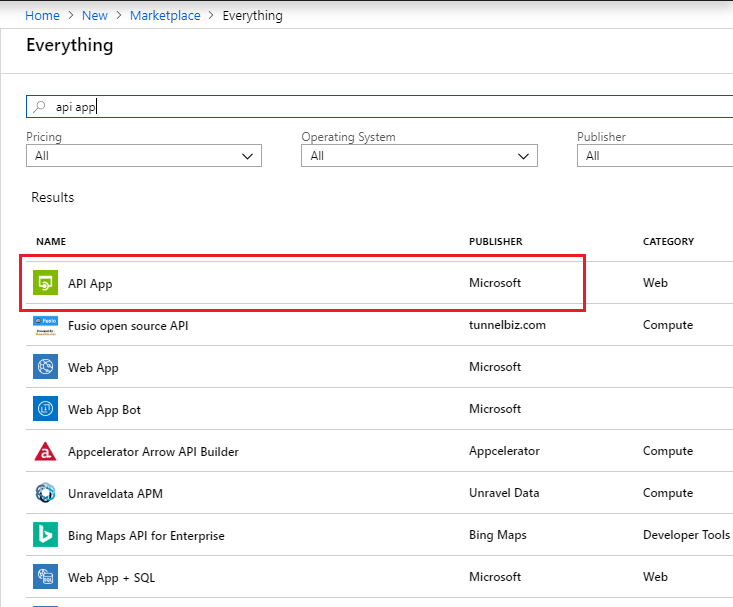 Home > New > Marketplace > Everything
Everything
api app
Pricing Operating System Publisher
All All All
Results
NAME PUBLISHER CATEGORY
API App Microsoft Web
Fusio open source API tunnelbiz.com Compute
Web App Microsoft
Web App Bot Microsoft
Appcelerator Arrow API Builder Appcelerator Compute
Unraveldata APM Unravel Data Compute
Bing Maps API for Enterprise Bing Maps Developer Tools
Web App + SQL Microsoft Web